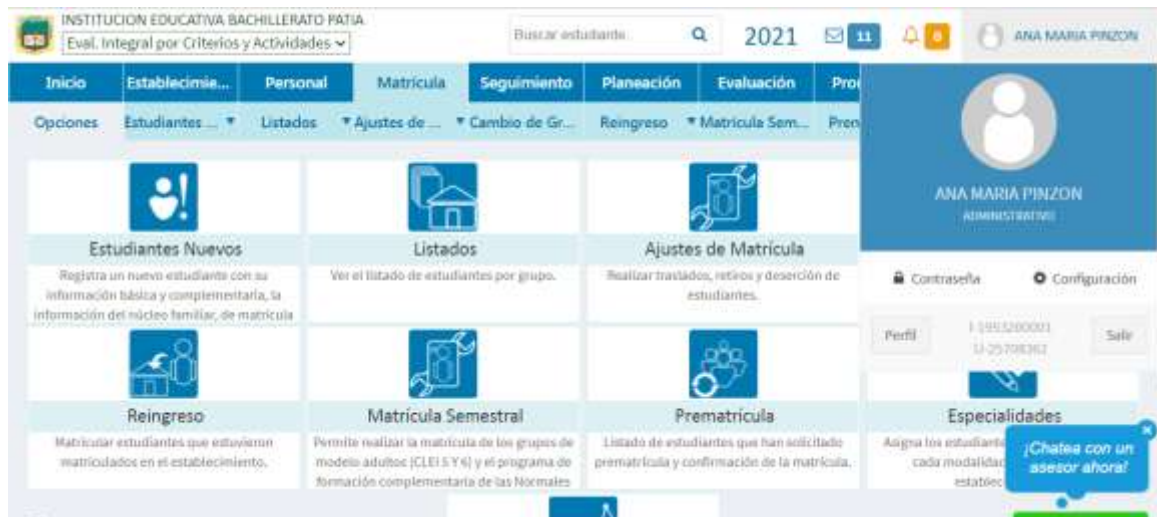 INSTITUCION EDUCATIVA BACHILLERATO PATIA
Eval. Integral por Criterios y Actividades
Buscar estudiante
2021
11
ANA MARIA PINZON
Inicio
Establecimie...
Personal
Matrícula
Seguimiento
Planeación
Evaluación
Opciones
Estudiantes ...
Listados
Ajustes de ...
Cambio de Gr...
Reingreso
Matrícula Sem...
ANA MARIA PINZON
ADMINISTRATIVO
Contraseña
Configuración
Perfil
Salir
Estudiantes Nuevos
Registra un nuevo estudiante con su
información básica y complementaria, la
información del núcleo familiar, de matrícula
Listados
Ver el listado de estudiantes por grupo.
Ajustes de Matrícula
Realizar traslados, retiros y deserción de
estudiantes.
Reingreso
Matricular estudiantes que estuvieron
matriculados en el establecimiento.
Matrícula Semestral
Permite realizar la matrícula de los grupos de
modelo adultos (CLEI 5 Y 6) y el programa de
formación complementaria de las Normales
Prematrícula
Listado de estudiantes que han solicitado
prematrícula y confirmación de la matrícula.
Especialidades
Asigna los
cada
¡Chatea con un
asesor ahora!